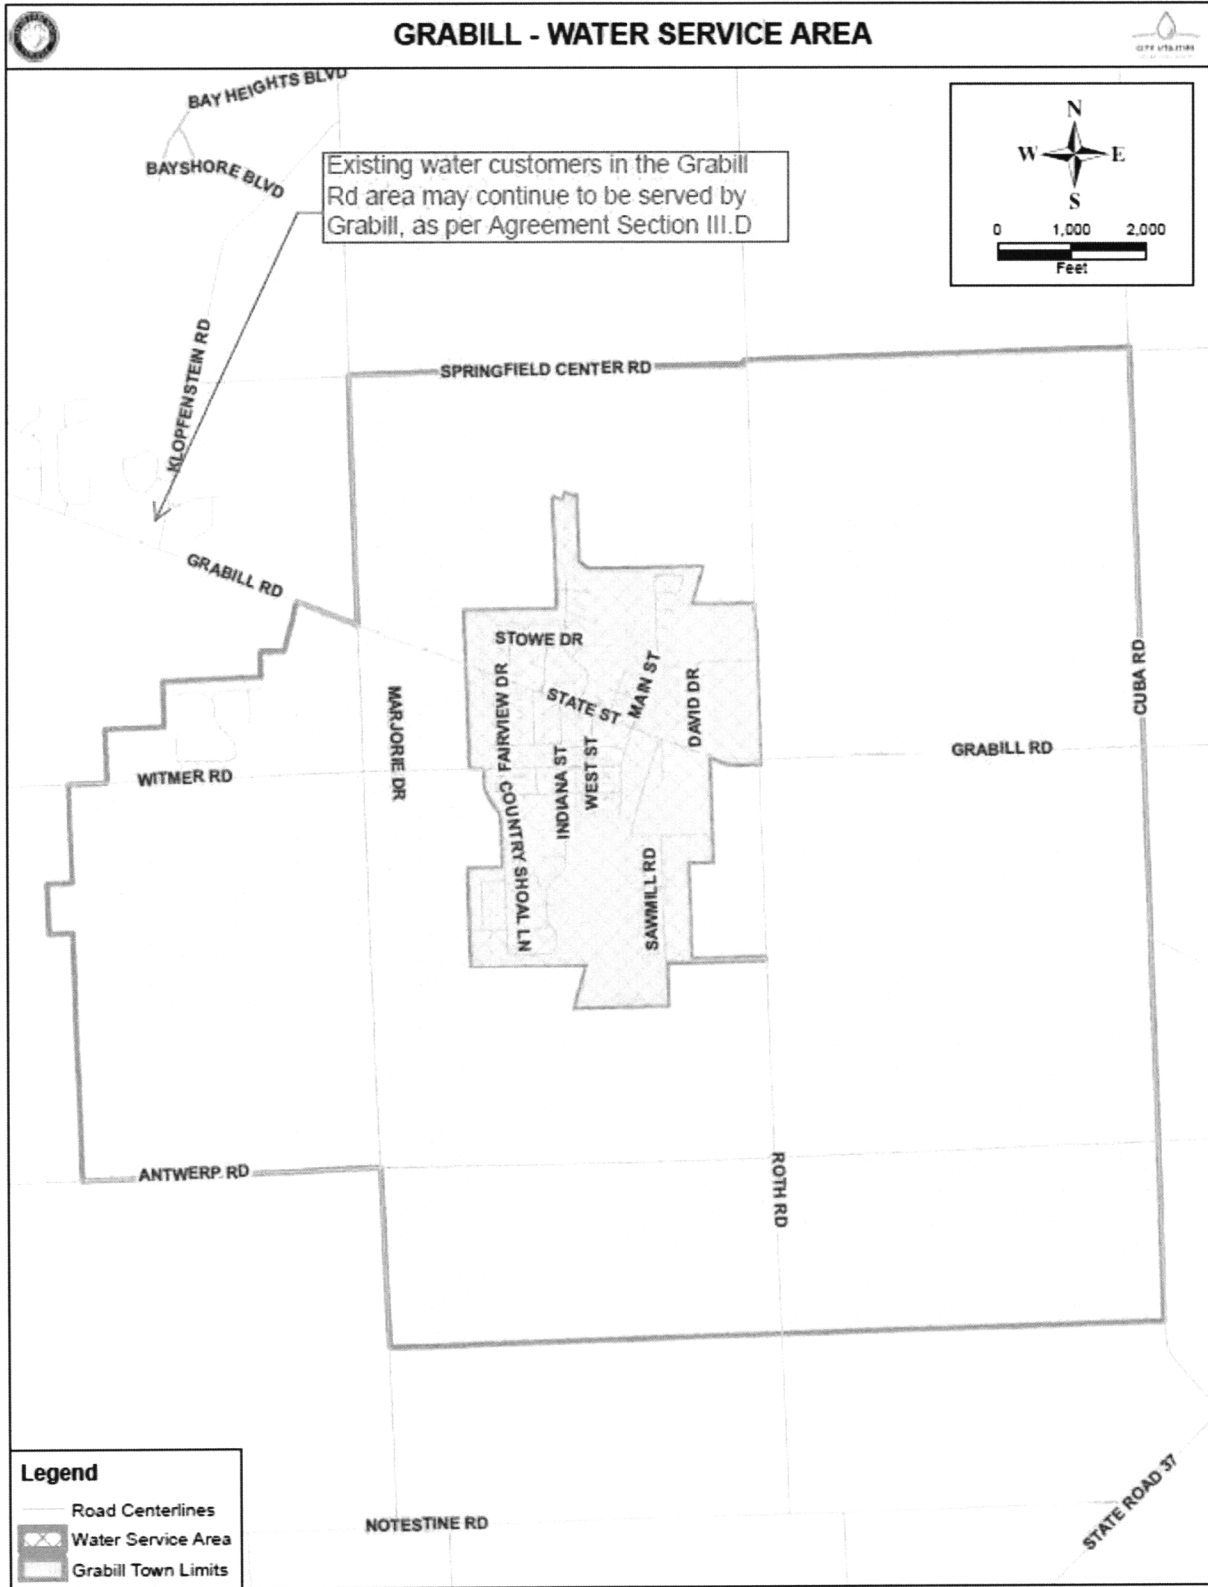 GRABILL - WATER SERVICE AREA
CITY UTILITIES
BAY HEIGHTS BLVD
BAYSHORE BLVD
Existing water customers in the Grabill
Rd area may continue to be served by
Grabill, as per Agreement Section III.D
N
W E
S
0 1,000 2,000
Feet
KLOPFENSTEIN RD
SPRINGFIELD CENTER RD
GRABILL RD
STOWE DR
MAIN ST
STATE ST
FAIRVIEW DR
DAVID DR
MARJORIE DR
CUBA RD
GRABILL RD
WITMER RD
INDIANA ST
WEST ST
COUNTRY SHOAL LN
SAWMILL RD
ANTWERP RD
ROTH RD
NOTESTINE RD
STATE ROAD 37
Legend
Road Centerlines
Water Service Area
Grabill Town Limits